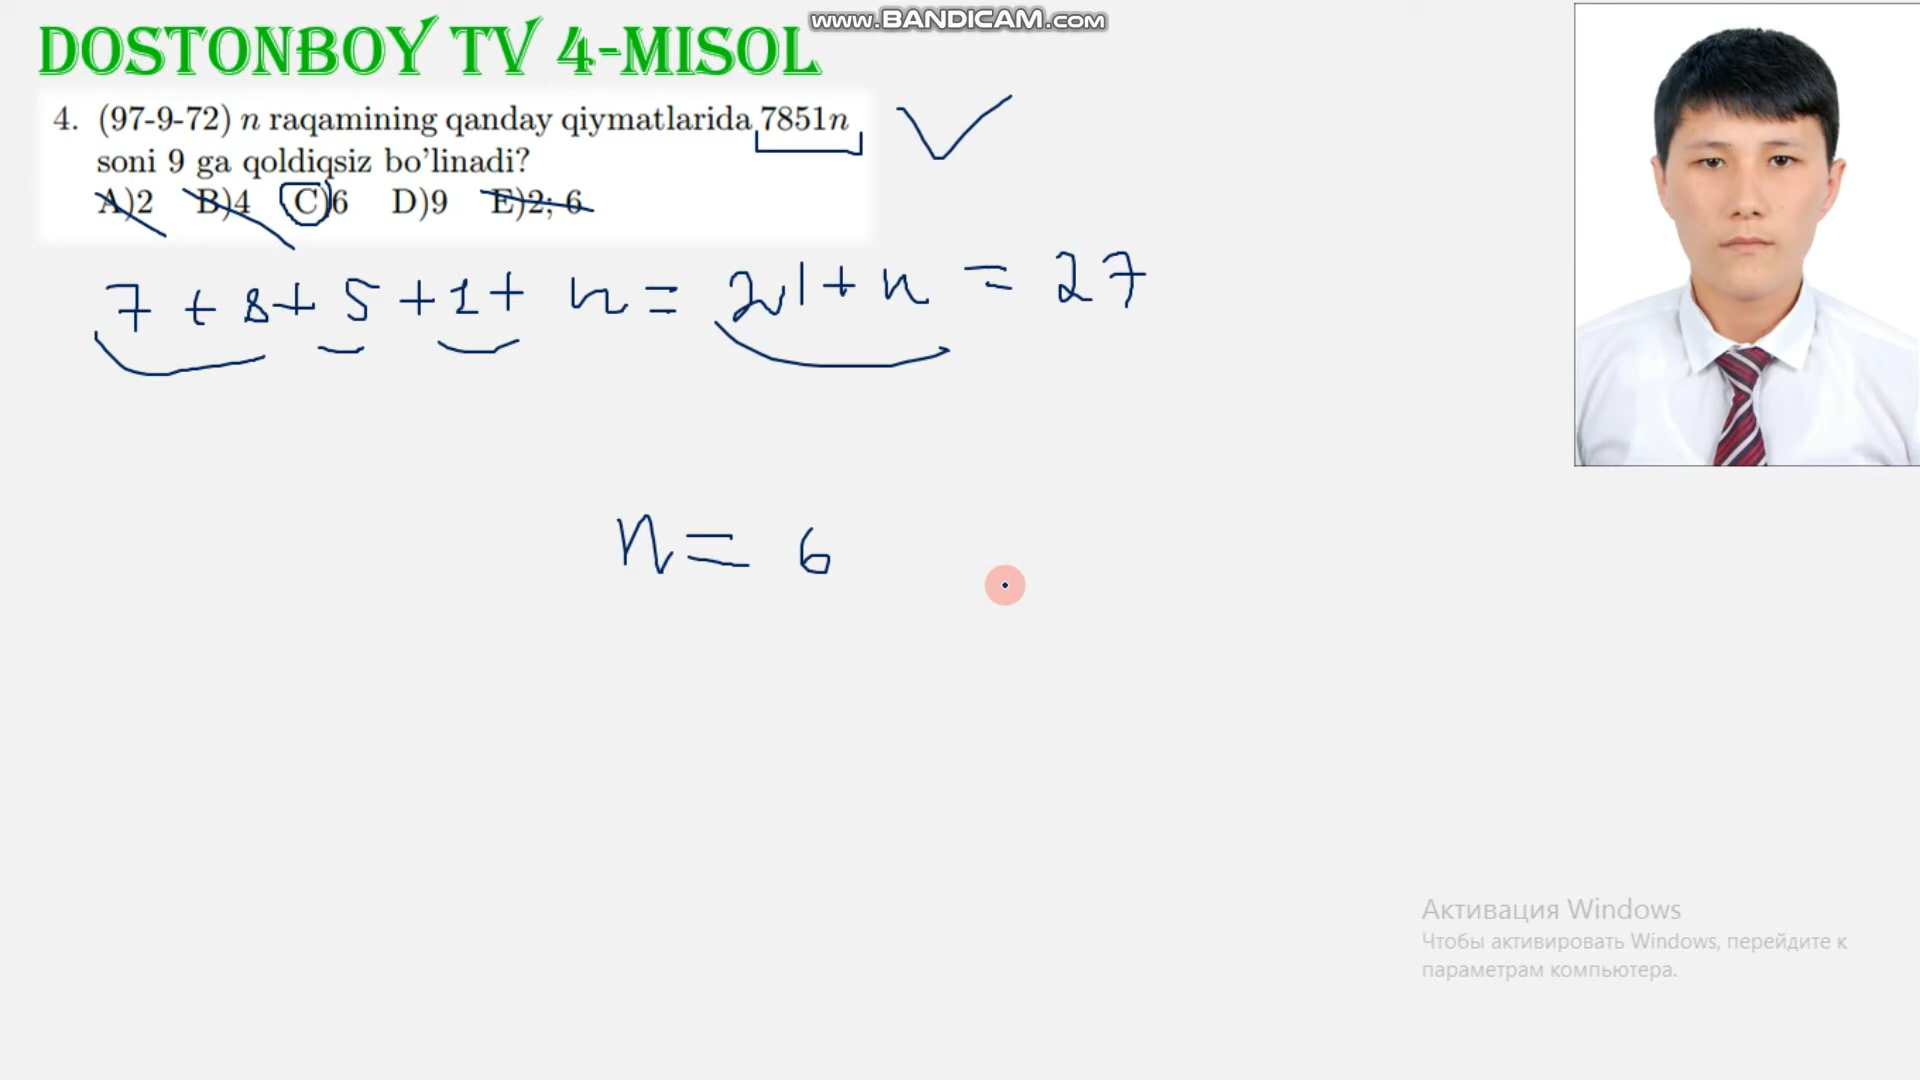 www.BANDICAM.com
DOSTONBOY TV 4-MISOL
4. (97-9-72) n raqamining qanday qiymatlarida 7851n
soni 9 ga qoldiqsiz bo’linadi?
A)2 B)4 C)6 D)9 E)2; 6
7 + 8 + 5 + 1 + n = 21 + n = 27
n = 6
Активация Windows
Чтобы активировать Windows, перейдите к
параметрам компьютера.